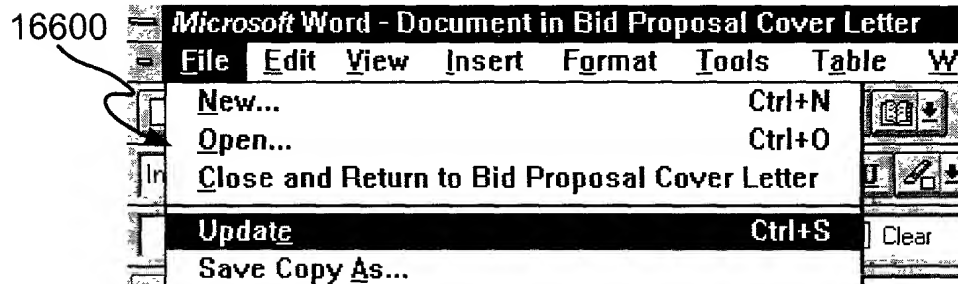 16600
Microsoft Word - Document in Bid Proposal Cover Letter
File Edit View Insert Format Tools Table W
New... Ctrl+N
Open... Ctrl+O
In
Close and Return to Bid Proposal Cover Letter
Update Ctrl+S
Clear
Save Copy As...